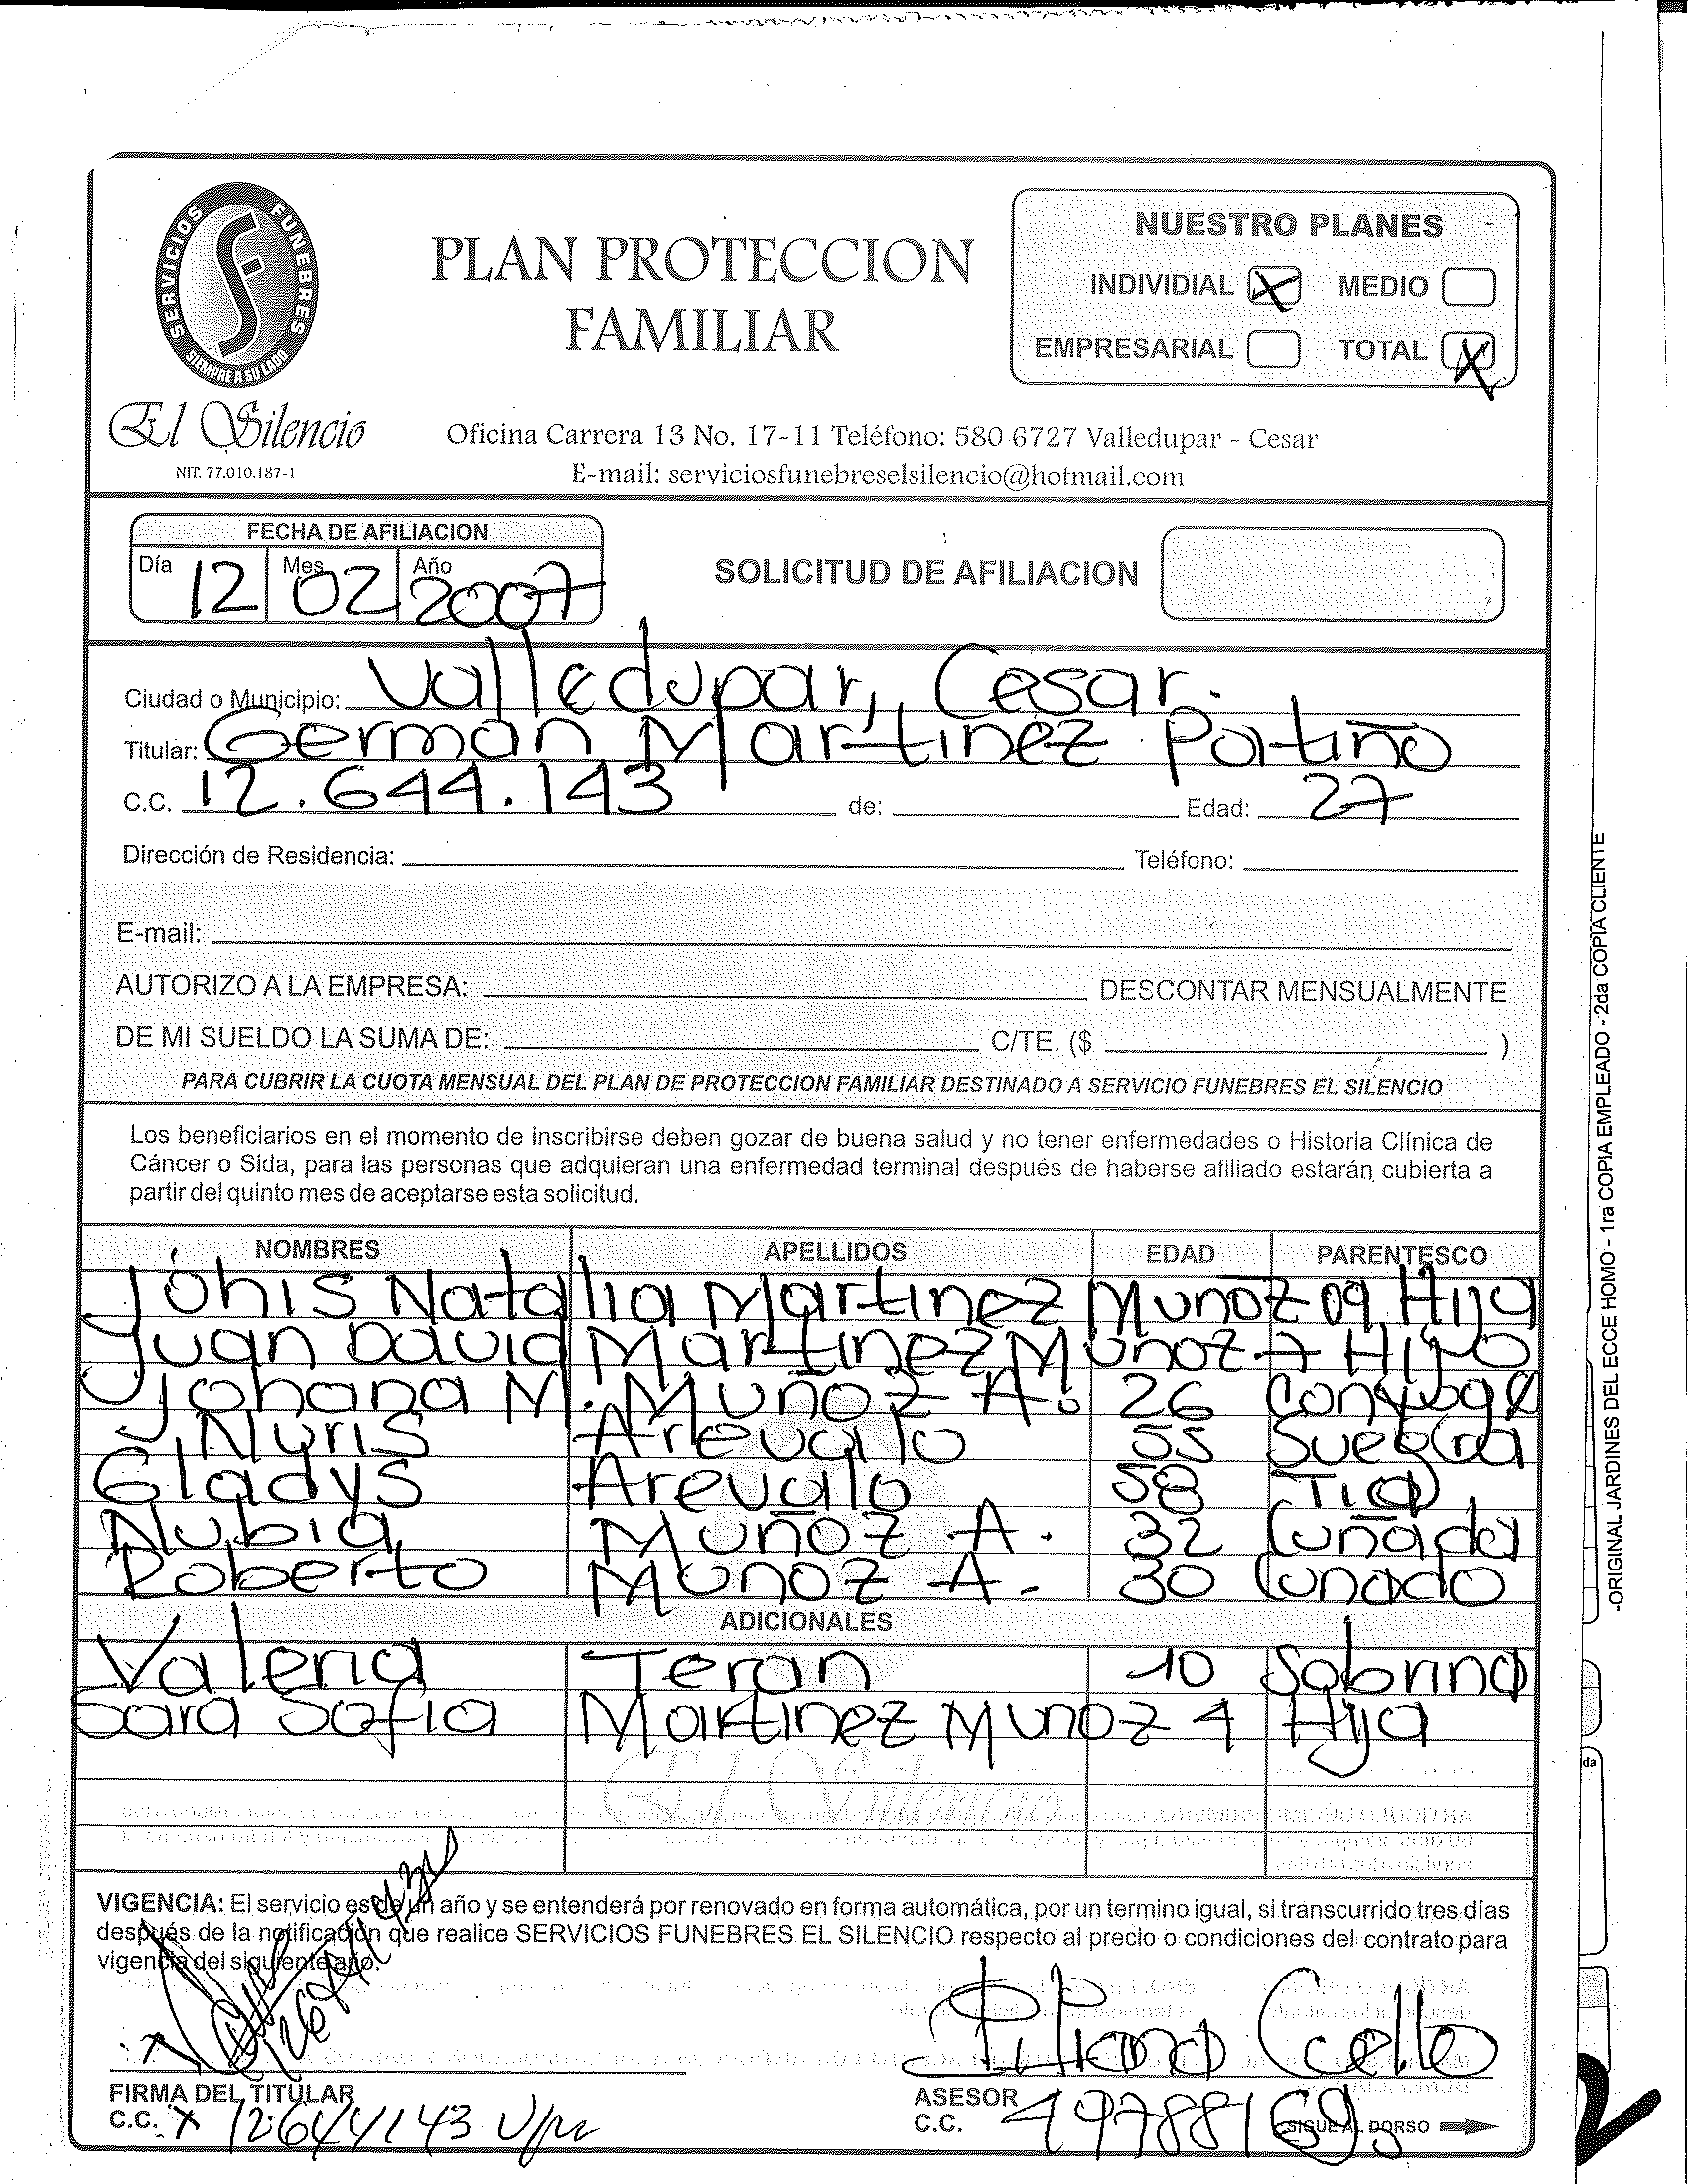 SERVICIOS FUNEBRES
SIEMPRE A SU LADO
El Silencio
NIT. 77.010.187-1
PLAN PROTECCION
FAMILIAR
NUESTRO PLANES
INDIVIDIAL X MEDIO
EMPRESARIAL TOTAL X
Oficina Carrera 13 No. 17-11 Teléfono: 580 6727 Valledupar - Cesar
E-mail: serviciosfunebreselsilencio@hotmail.com
FECHA DE AFILIACION
Día 12 Mes 02 Año 2007
SOLICITUD DE AFILIACION
Ciudad o Municipio: Valledupar, Cesar.
Titular: German Martinez Patiño
C.C. 12.644.143 de: Edad: 27
Dirección de Residencia: Teléfono:
E-mail:
AUTORIZO A LA EMPRESA: DESCONTAR MENSUALMENTE
DE MI SUELDO LA SUMA DE: C/TE. ($ )
PARA CUBRIR LA CUOTA MENSUAL DEL PLAN DE PROTECCION FAMILIAR DESTINADO A SERVICIO FUNEBRES EL SILENCIO
Los beneficiarios en el momento de inscribirse deben gozar de buena salud y no tener enfermedades o Historia Clínica de
Cáncer o Sida, para las personas que adquieran una enfermedad terminal después de haberse afiliado estarán cubierta a
partir del quinto mes de aceptarse esta solicitud.
NOMBRES APELLIDOS EDAD PARENTESCO
Johis Natalia Martinez Munoz 09 Hija
Juan David Martinez Munoz 7 Hijo
Johana M. Muñoz A. 26 Conyuge
Nuris Arevalo 55 Suegra
Gladys Arevalo 58 Tia
Nubia Muñoz A. 32 Cuñada
Roberto Munoz A. 30 Cunado
ADICIONALES
Valeria Teran 10 Sobrina
Sara Sofia Martinez Munoz 4 Hija
El Silencio
VIGENCIA: El servicio es de un año y se entenderá por renovado en forma automática, por un termino igual, si transcurrido tres días
después de la notificación que realice SERVICIOS FUNEBRES EL SILENCIO respecto al precio o condiciones del contrato para
vigencia del siguiente año.
x
FIRMA DEL TITULAR
C.C. x 12644143 Vpar
ASESOR
C.C. 49788169
SIGUE AL DORSO
-ORIGINAL JARDINES DEL ECCE HOMO - 1ra COPIA EMPLEADO - 2da COPIA CLIENTE
da
2